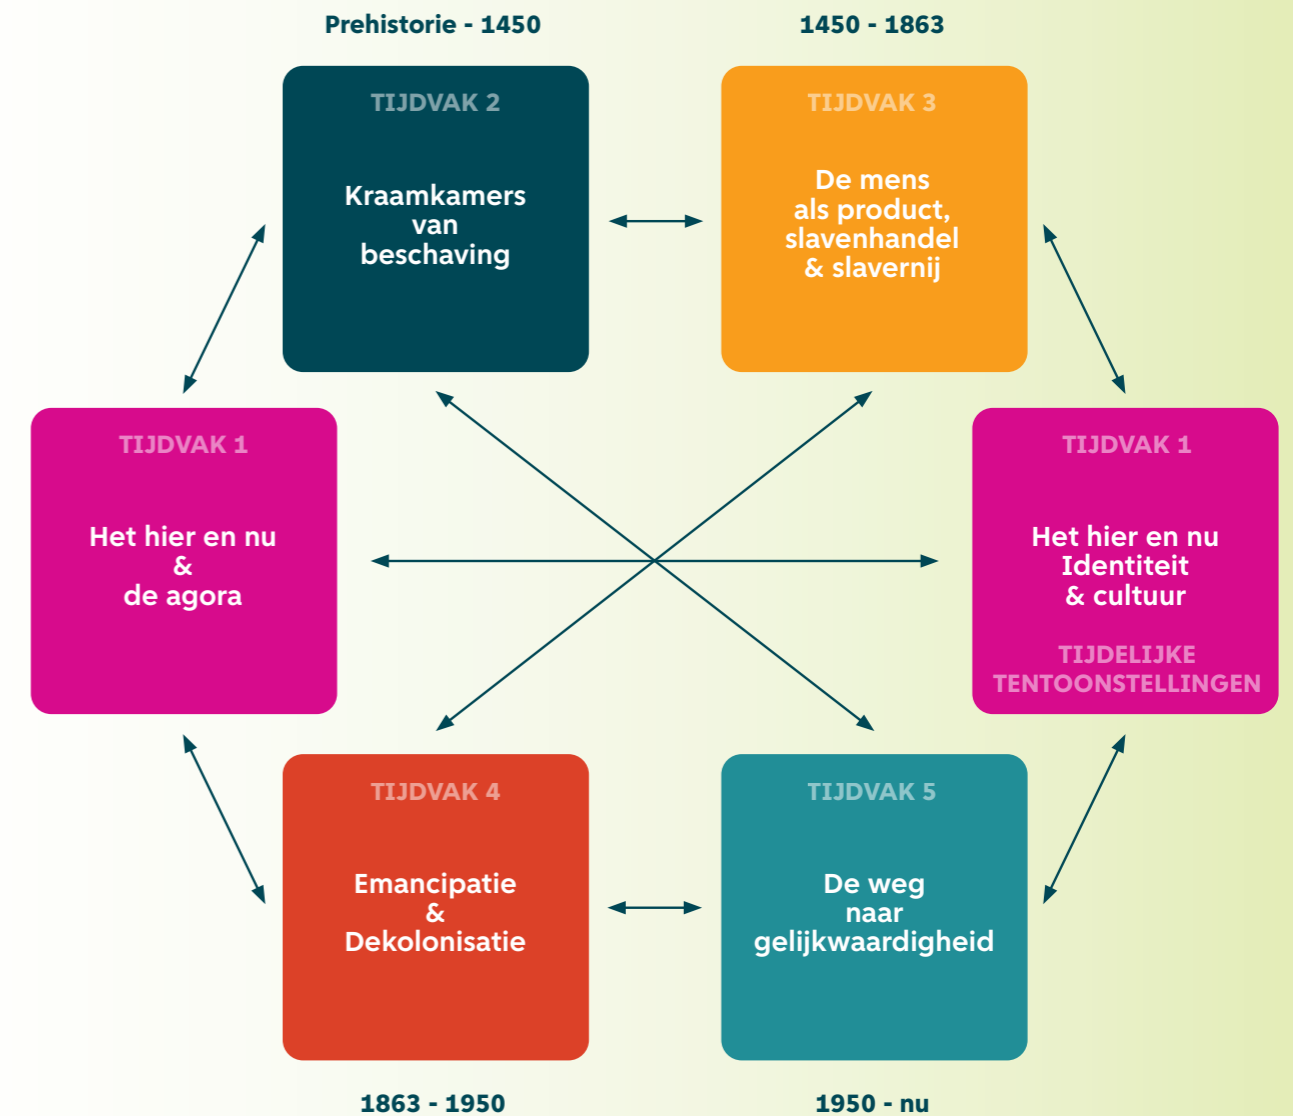 Prehistorie - 1450
1450 - 1863
TIJDVAK 2
Kraamkamers
van
beschaving
TIJDVAK 3
De mens
als product,
slavenhandel
& slavernij
TIJDVAK 1
Het hier en nu
&
de agora
TIJDVAK 1
Het hier en nu
Identiteit
& cultuur
TIJDELIJKE
TENTOONSTELLINGEN
TIJDVAK 4
Emancipatie
&
Dekolonisatie
TIJDVAK 5
De weg
naar
gelijkwaardigheid
1863 - 1950
1950 - nu